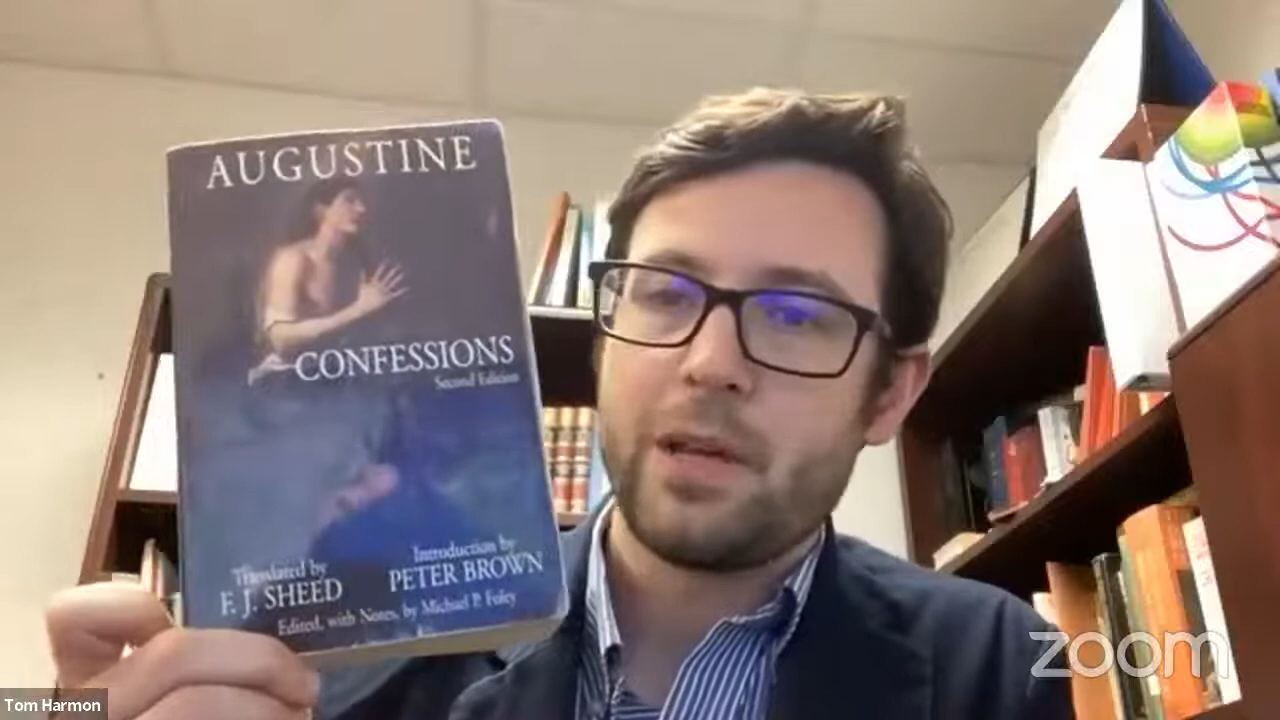 AUGUSTINE
CONFESSIONS
Second Edition
Translated by
F. J. SHEED
Introduction by
PETER BROWN
Edited, with Notes, by Michael P. Foley
zoom
Tom Harmon